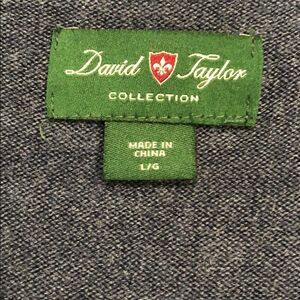 David Taylor
COLLECTION
MADE IN
CHINA
L/G